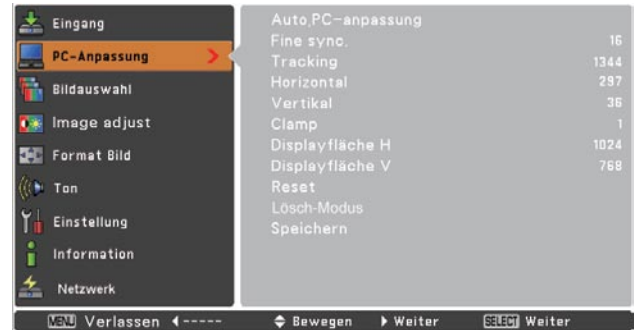 Eingang
PC-Anpassung
Bildauswahl
Image adjust
Format Bild
Ton
Einstellung
Information
Netzwerk
Auto.PC-anpassung
Fine sync. 16
Tracking 1344
Horizontal 297
Vertikal 36
Clamp 1
Displayfläche H 1024
Displayfläche V 768
Reset
Lösch-Modus
Speichern
MENU Verlassen ◄----- Bewegen Weiter SELECT Weiter